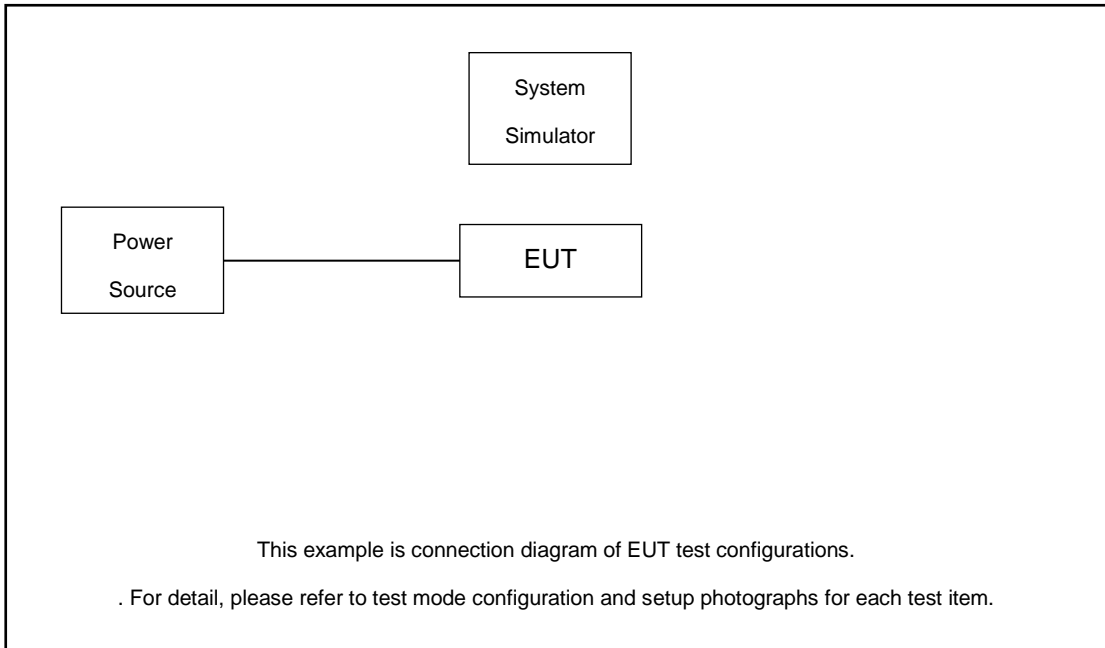 System
Simulator
Power
Source
EUT
This example is connection diagram of EUT test configurations.
. For detail, please refer to test mode configuration and setup photographs for each test item.